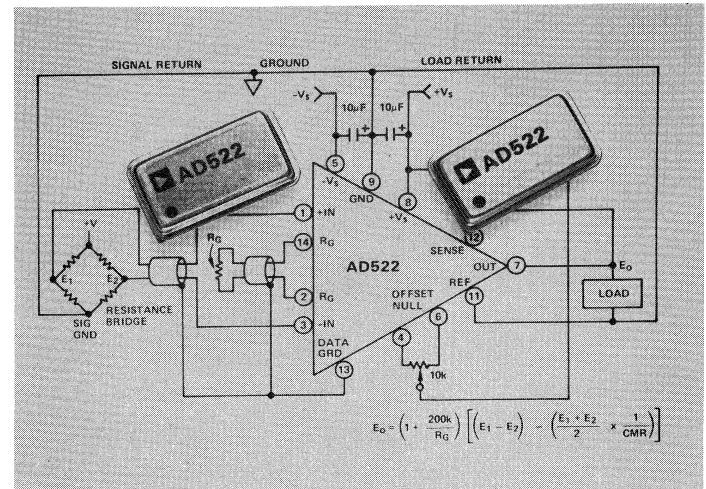 SIGNAL RETURN
GROUND
LOAD RETURN
-Vs
+Vs
10µF
10µF
+
+
AD522
AD522
5
-Vs
9
GND
8
+Vs
1
+IN
RG
14
RG
AD522
12
SENSE
OUT
7
Eo
REF
11
LOAD
+V
E1
E2
RESISTANCE
BRIDGE
SIG
GND
2
RG
3
-IN
DATA
GRD
13
OFFSET
NULL
6
4
10k
Eo = (1 + 200k / RG) [(E1 – E2) – (E1 + E2 / 2 × 1 / CMR)]